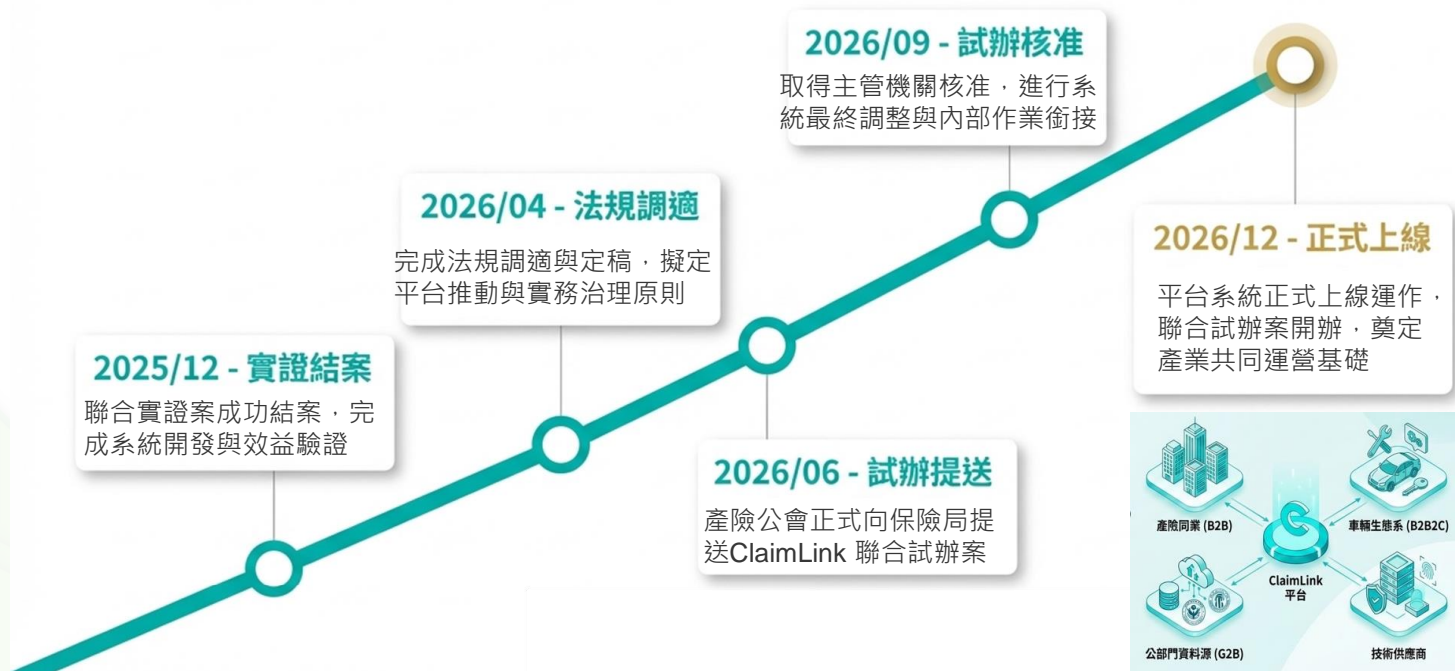 2025/12 - 實證結案
聯合實證案成功結案，完
成系統開發與效益驗證
2026/04 - 法規調適
完成法規調適與定稿，擬定
平台推動與實務治理原則
2026/06 - 試辦提送
產險公會正式向保險局提
送ClaimLink 聯合試辦案
2026/09 - 試辦核准
取得主管機關核准，進行系
統最終調整與內部作業銜接
2026/12 - 正式上線
平台系統正式上線運作，
聯合試辦案開辦，奠定
產業共同運營基礎
產險同業 (B2B)
車輛生態系 (B2B2C)
ClaimLink
平台
公部門資料源 (G2B)
技術供應商